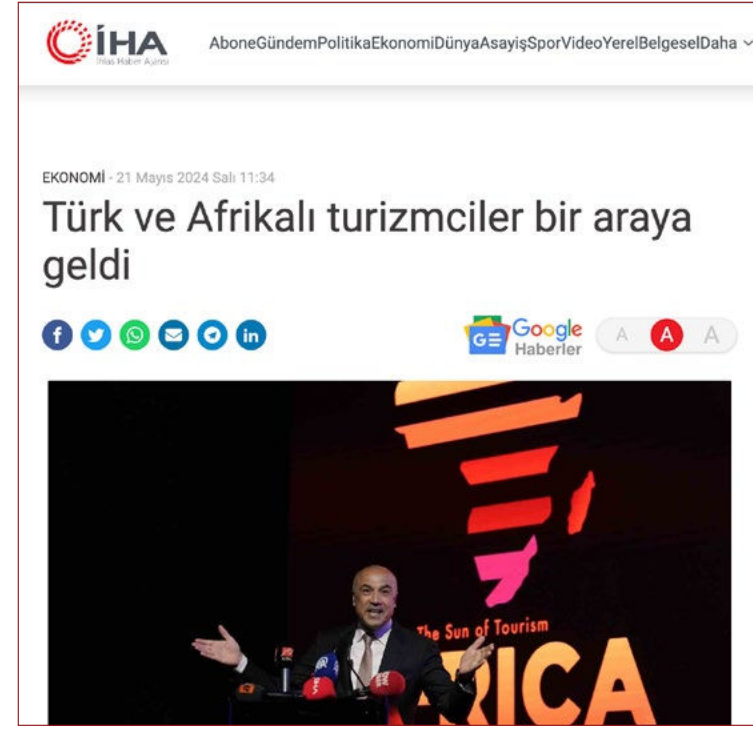 İHA
İhlas Haber Ajansı
AboneGündemPolitikaEkonomiDünyaAsayişSporVideoYerelBelgeselDaha
EKONOMİ - 21 Mayıs 2024 Salı 11:34
Türk ve Afrikalı turizmciler bir araya
geldi
GE Google
Haberler
A A A
The Sun of Tourism
RICA